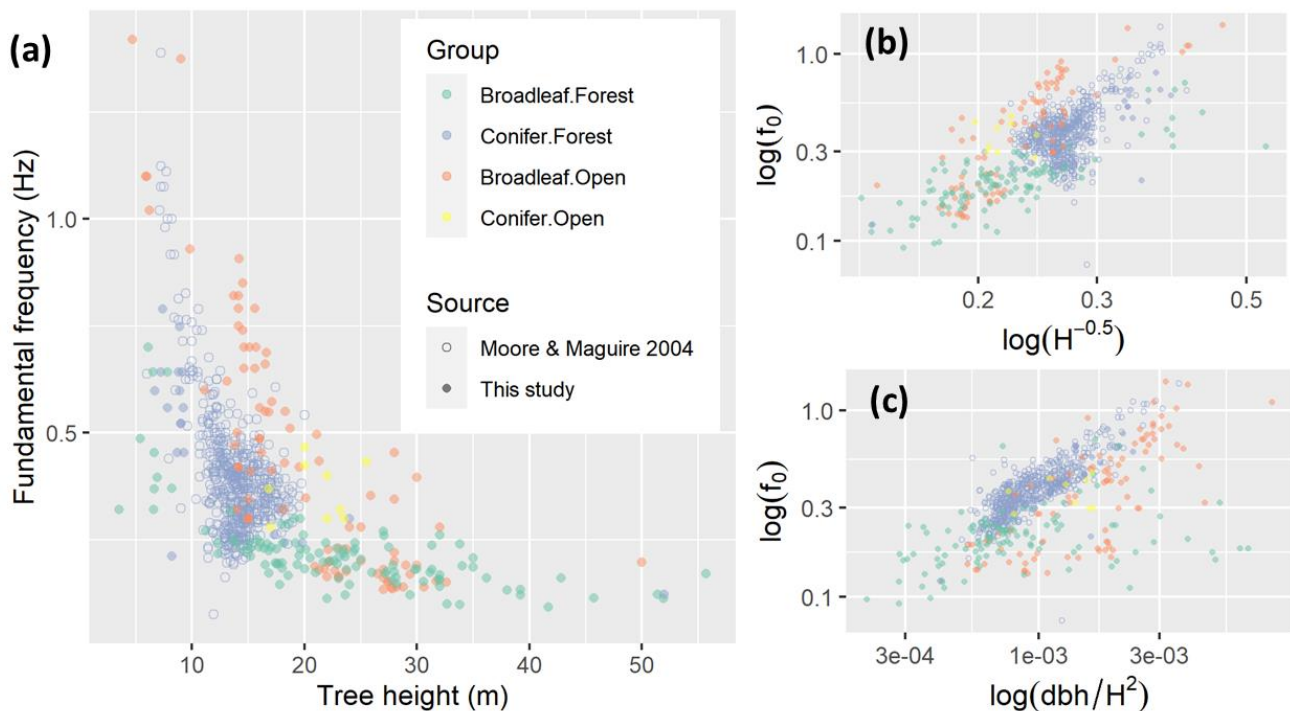 (a)
Fundamental frequency (Hz)
1.0
0.5
10
20
30
40
50
Tree height (m)
Group
Broadleaf.Forest
Conifer.Forest
Broadleaf.Open
Conifer.Open
Source
Moore & Maguire 2004
This study
(b)
log(f₀)
1.0
0.3
0.1
0.2
0.3
0.5
log(H⁻⁰·⁵)
(c)
log(f₀)
1.0
0.3
0.1
3e-04
1e-03
3e-03
log(dbh/H²)